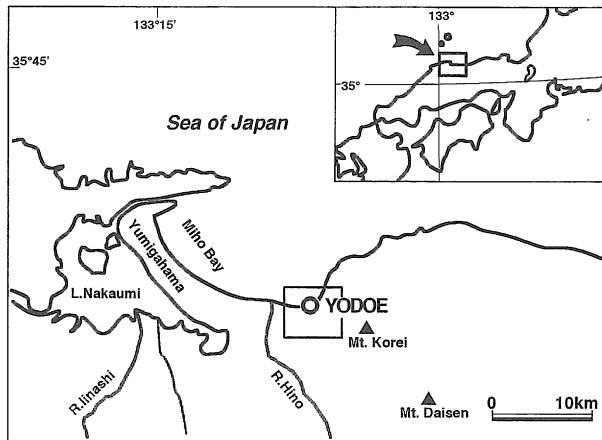 133°15'
133°
35°45'
35°
Sea of Japan
Miho Bay
Yumigahama
L.Nakaumi
YODOE
Mt. Korei
R.Iinashi
R.Hino
Mt. Daisen
0 10km